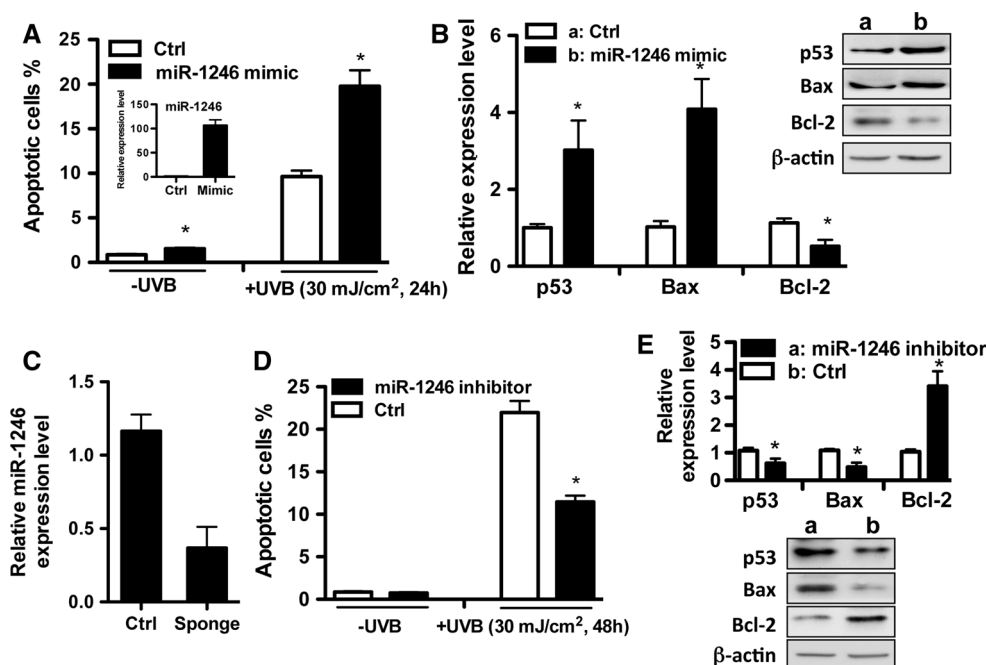 A
Apoptotic cells %
25
20
15
10
5
0
Ctrl
miR-1246 mimic
*
*
miR-1246
Relative expression level
150
100
50
0
Ctrl Mimic
-UVB
+UVB (30 mJ/cm², 24h)
B
Relative expression level
6
4
2
0
a: Ctrl
b: miR-1246 mimic
*
*
*
p53 Bax Bcl-2
a b
p53
Bax
Bcl-2
β-actin
C
Relative miR-1246
expression level
1.5
1.0
0.5
0.0
Ctrl Sponge
D
Apoptotic cells %
25
20
15
10
5
0
miR-1246 inhibitor
Ctrl
*
-UVB
+UVB (30 mJ/cm², 48h)
E
Relative
expression level
5
4
3
2
1
0
a: miR-1246 inhibitor
b: Ctrl
*
*
*
p53 Bax Bcl-2
a b
p53
Bax
Bcl-2
β-actin